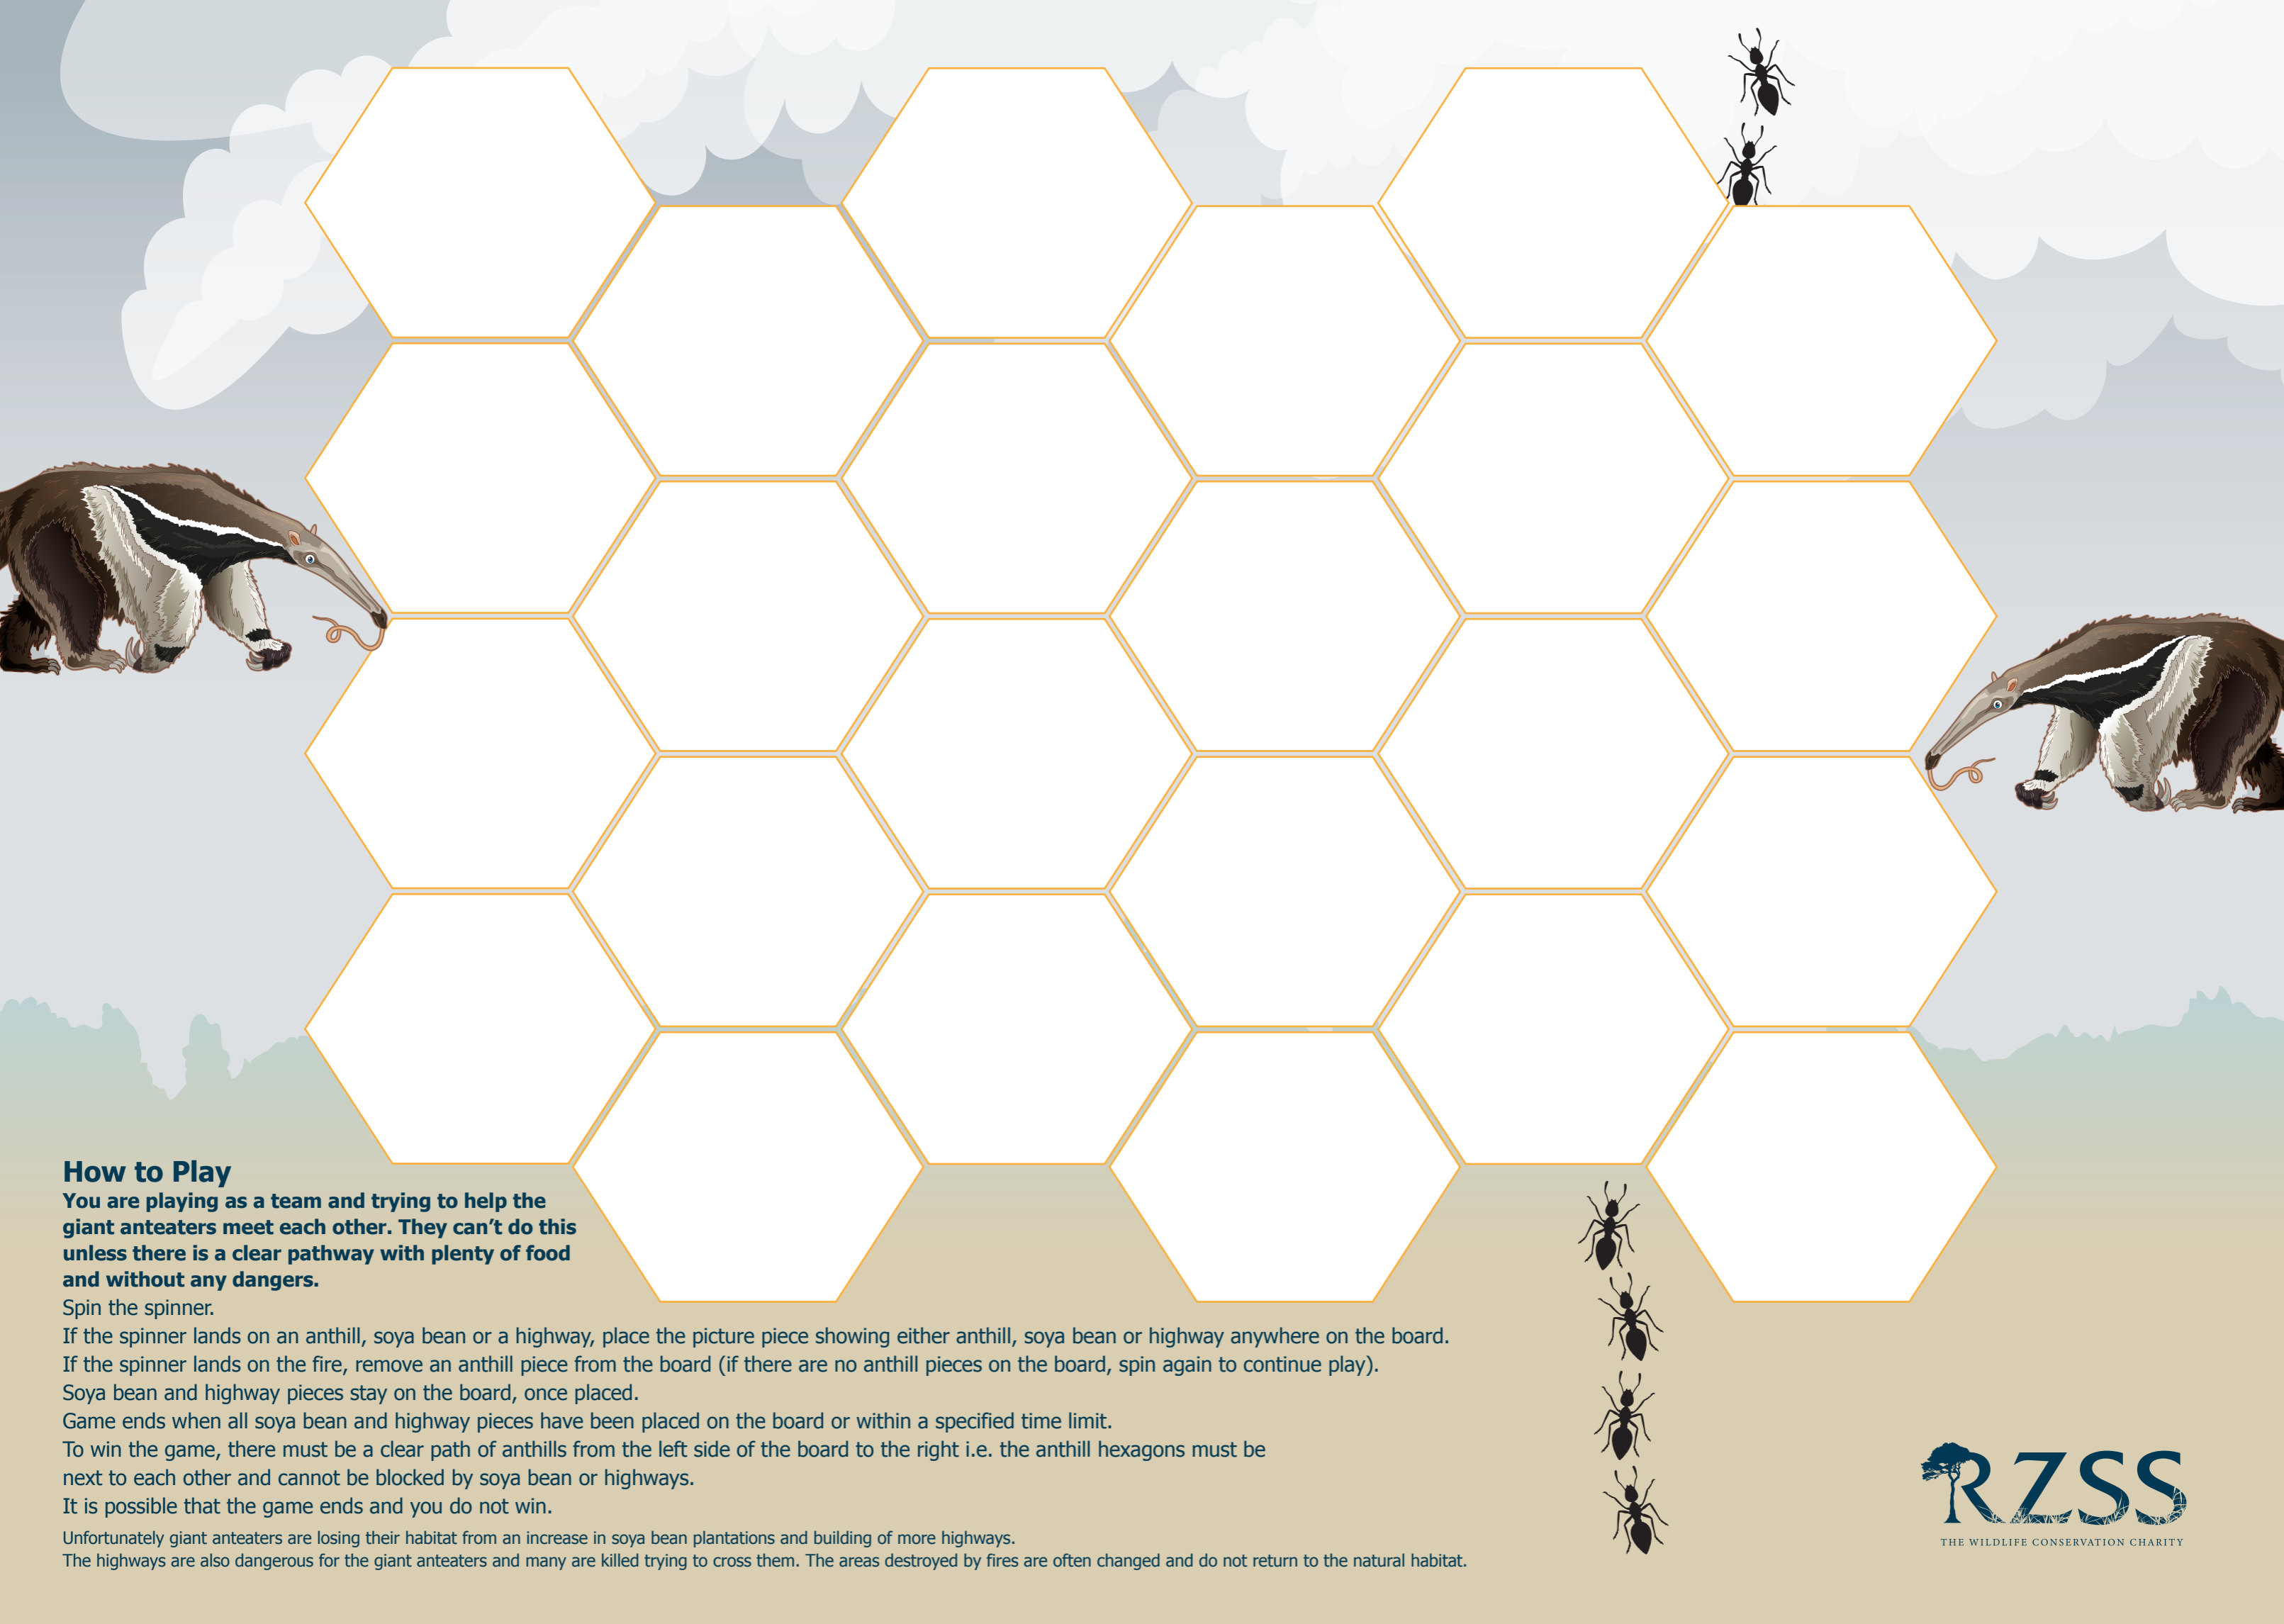 How to Play
You are playing as a team and trying to help the
giant anteaters meet each other. They can’t do this
unless there is a clear pathway with plenty of food
and without any dangers.
Spin the spinner.
If the spinner lands on an anthill, soya bean or a highway, place the picture piece showing either anthill, soya bean or highway anywhere on the board.
If the spinner lands on the fire, remove an anthill piece from the board (if there are no anthill pieces on the board, spin again to continue play).
Soya bean and highway pieces stay on the board, once placed.
Game ends when all soya bean and highway pieces have been placed on the board or within a specified time limit.
To win the game, there must be a clear path of anthills from the left side of the board to the right i.e. the anthill hexagons must be
next to each other and cannot be blocked by soya bean or highways.
It is possible that the game ends and you do not win.
Unfortunately giant anteaters are losing their habitat from an increase in soya bean plantations and building of more highways.
The highways are also dangerous for the giant anteaters and many are killed trying to cross them. The areas destroyed by fires are often changed and do not return to the natural habitat.
RZSS
THE WILDLIFE CONSERVATION CHARITY